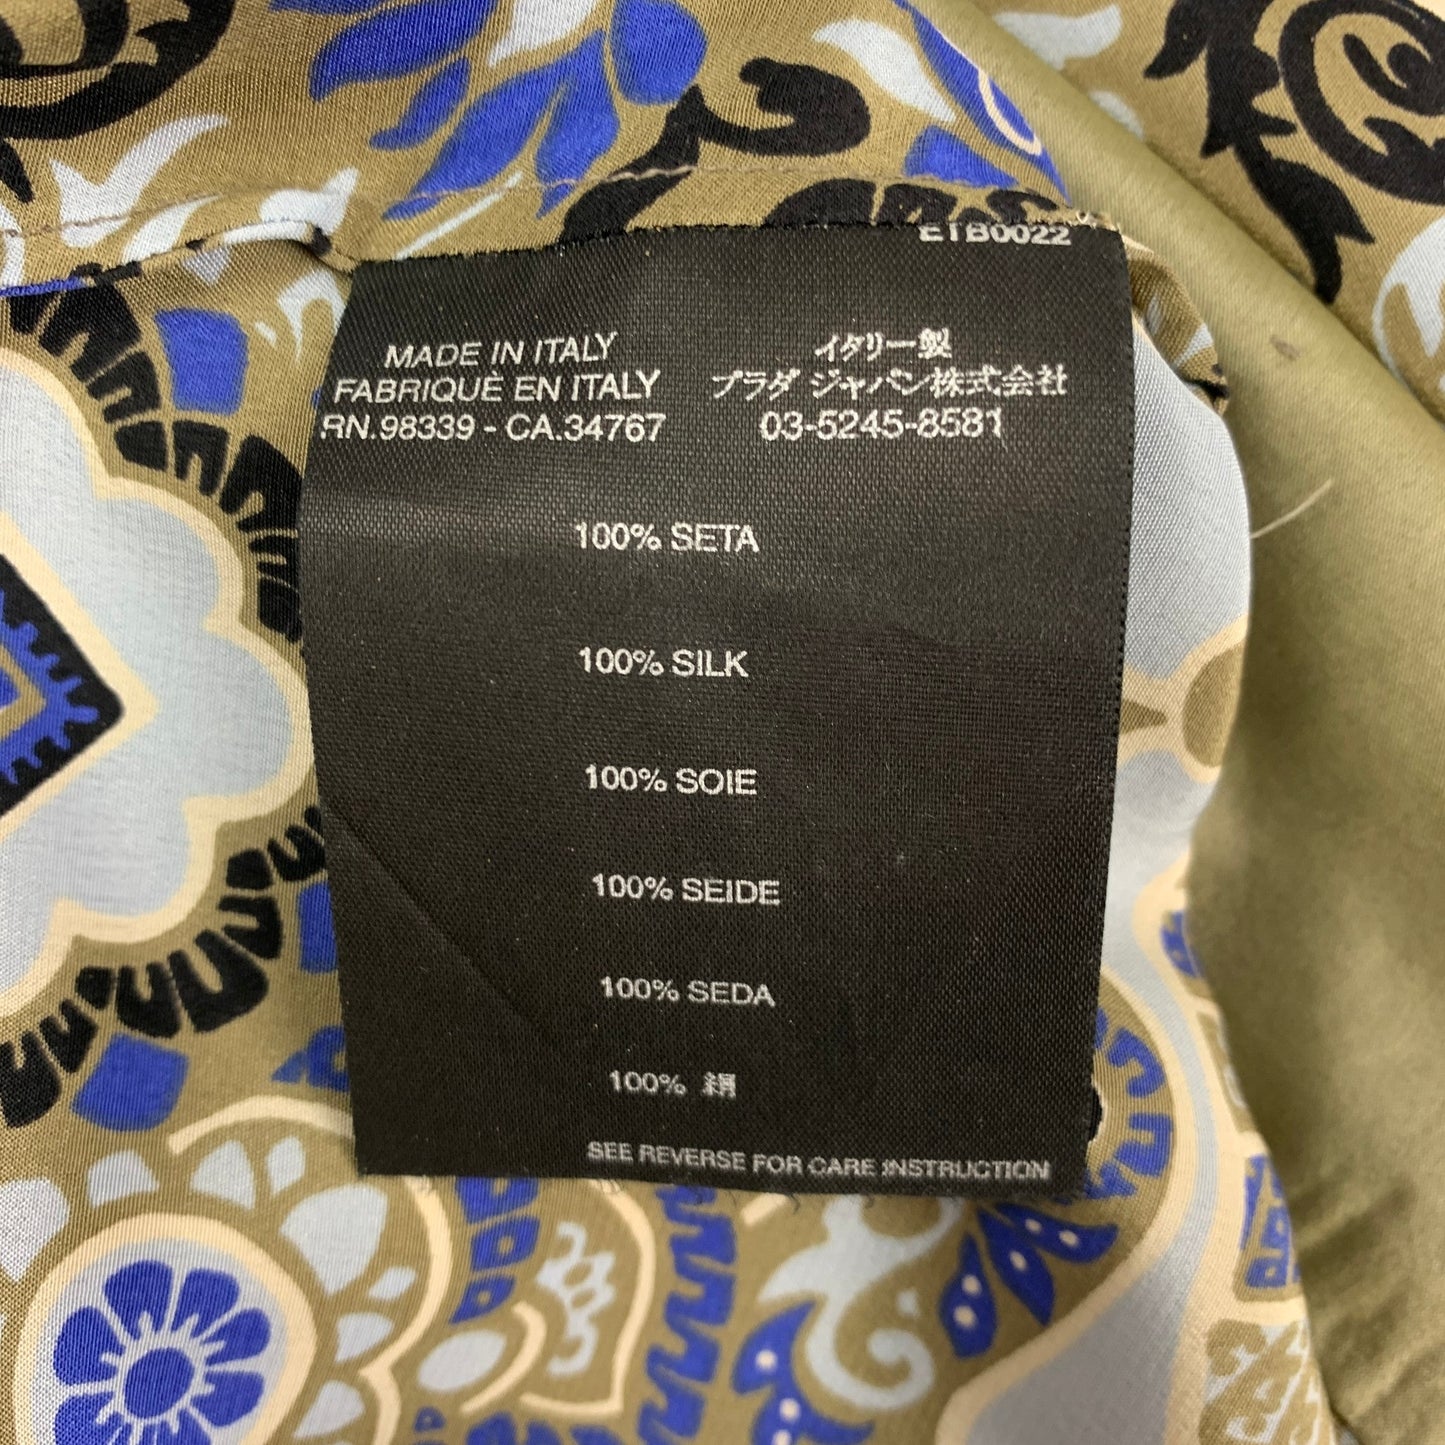 ETB0022
MADE IN ITALY
FABRIQUÈ EN ITALY
RN.98339 - CA.34767
イタリー製
プラダ ジャパン株式会社
03-5245-8581
100% SETA
100% SILK
100% SOIE
100% SEIDE
100% SEDA
100% 絹
SEE REVERSE FOR CARE INSTRUCTION